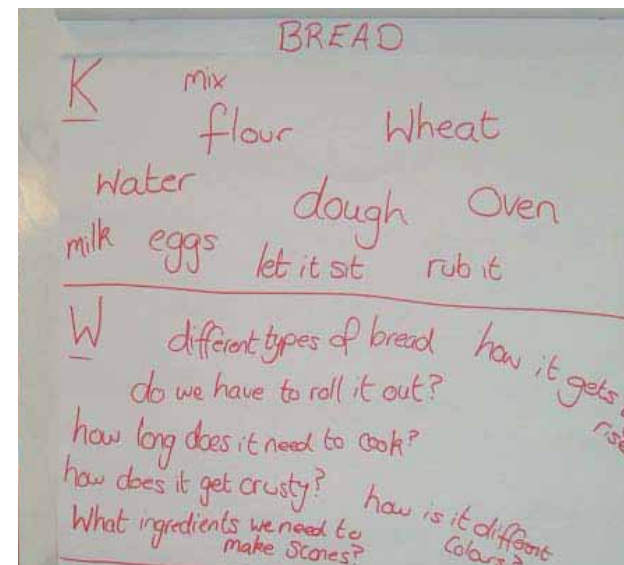 BREAD
K
mix
flour Wheat
Water dough Oven
milk eggs let it sit rub it
W
different types of bread
how it gets
rise
do we have to roll it out?
how long does it need to cook?
how does it get crusty?
how is it different
colours?
What ingredients we need to
make scones?